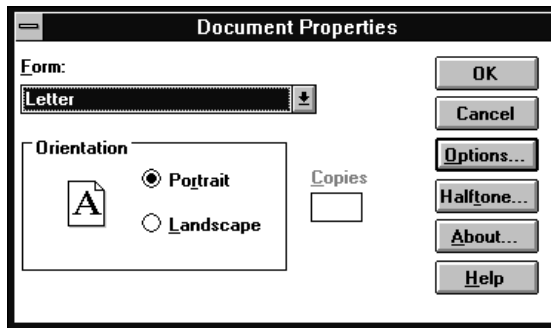 Document Properties
Form:
Letter
Orientation
A
Portrait
Landscape
Copies
OK
Cancel
Options...
Halftone...
About...
Help